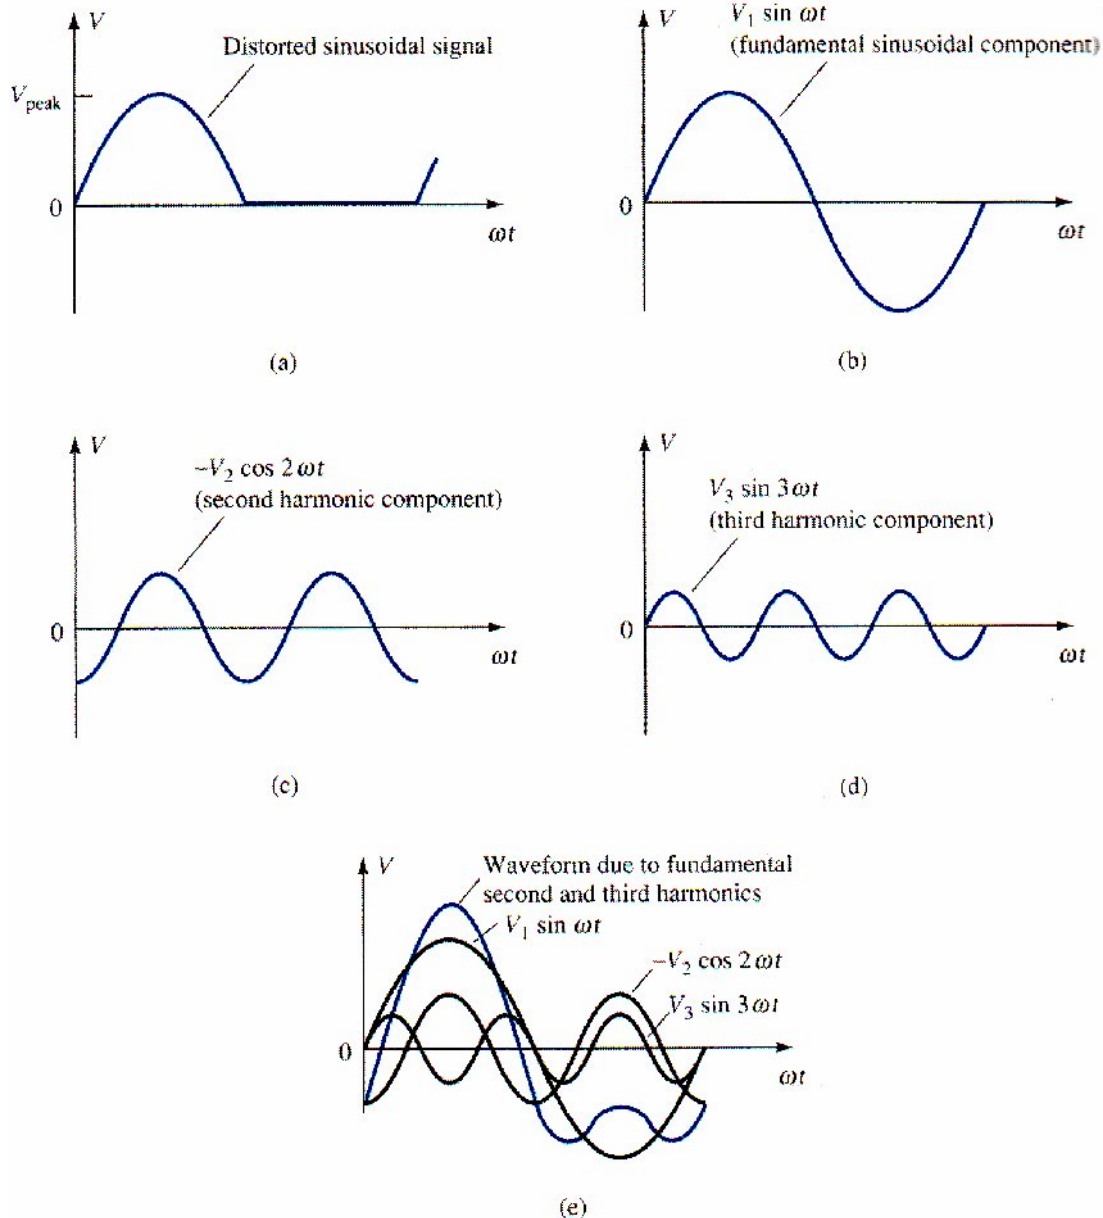 V
Distorted sinusoidal signal
V_peak
0
ωt
(a)
V
V₁ sin ωt
(fundamental sinusoidal component)
0
ωt
(b)
V
–V₂ cos 2ωt
(second harmonic component)
0
ωt
(c)
V
V₃ sin 3ωt
(third harmonic component)
0
ωt
(d)
V
Waveform due to fundamental
second and third harmonics
V₁ sin ωt
–V₂ cos 2ωt
V₃ sin 3ωt
0
ωt
(e)